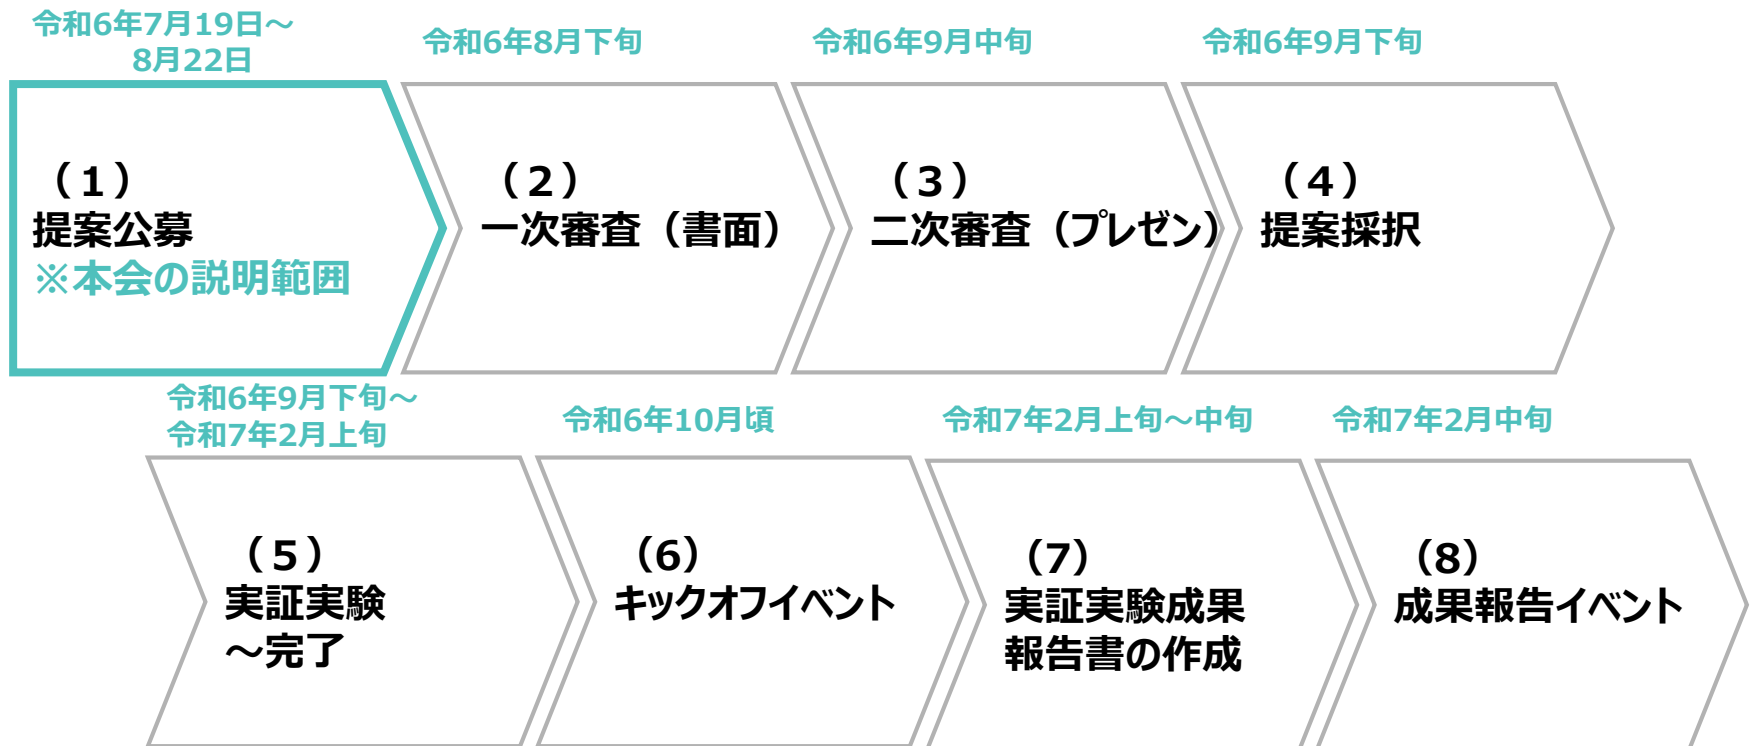 令和6年7月19日～
8月22日
（１）
提案公募
※本会の説明範囲
令和6年8月下旬
（２）
一次審査（書面）
令和6年9月中旬
（３）
二次審査（プレゼン）
令和6年9月下旬
（４）
提案採択
令和6年9月下旬～
令和7年2月上旬
（５）
実証実験
～完了
令和6年10月頃
（6）
キックオフイベント
令和7年2月上旬～中旬
（7）
実証実験成果
報告書の作成
令和7年2月中旬
（8）
成果報告イベント